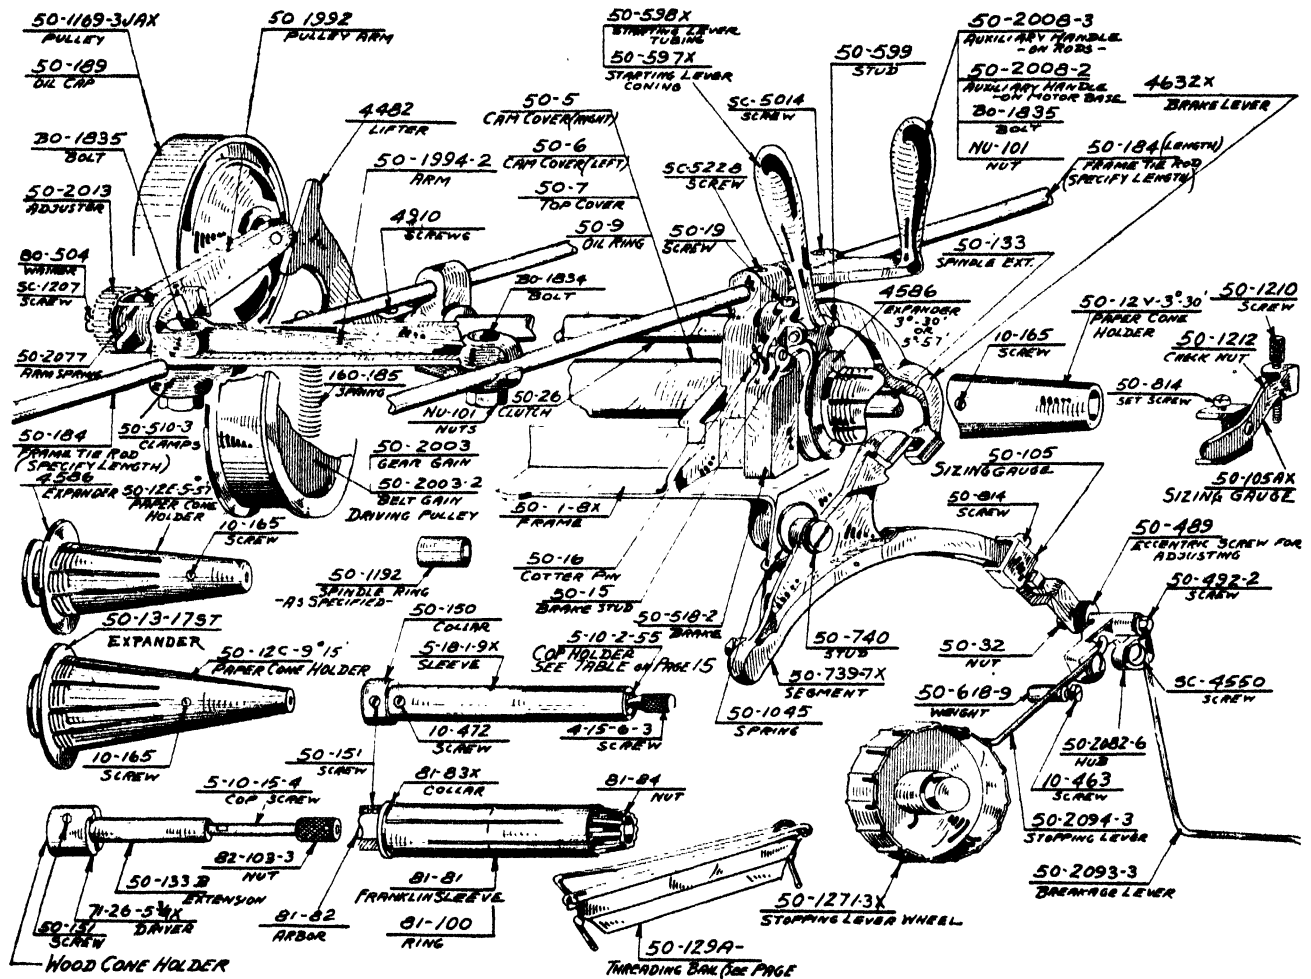 50-1169-3JAX
PULLEY
50-189
OIL CAP
BO-1835
BOLT
50-2013
ADJUSTER
BO-504
WASHER
SC-1207
SCREW
50-2077
ARM SPRING
50-184
FRAME TIE ROD
(SPECIFY LENGTH)
50-510-3
CLAMPS
50 1992
PULLEY ARM
4482
LIFTER
50-1994-2
ARM
4910
SCREWS
BO-1834
BOLT
160-185
SPRING
NU-101
NUTS
50-26
CLUTCH
50-2003
GEAR GAIN
50-2003-2
BELT GAIN
DRIVING PULLEY
50-598X
STARTING LEVER
TUBING
50-597X
STARTING LEVER
CONING
50-5
CAM COVER (RIGHT)
50-6
CAM COVER (LEFT)
50-7
TOP COVER
50-9
OIL RING
SC-5014
SCREW
SC-5228
SCREW
50-19
SCREW
50-599
STUD
50-2008-3
AUXILIARY HANDLE
-ON RODS-
50-2008-2
AUXILIARY HANDLE
-ON MOTOR BASE
BO-1835
BOLT
NU-101
NUT
4632X
BRAKE LEVER
50-184 (LENGTH)
FRAME TIE ROD
(SPECIFY LENGTH)
50-133
SPINDLE EXT.
4586
EXPANDER
3°-30'
OR
5°-57
10-165
SCREW
50-12V-3°-30'
PAPER CONE
HOLDER
50-1210
SCREW
50-1212
CHECK NUT
50-814
SET SCREW
50-105AX
SIZING GAUGE
50-105
SIZING GAUGE
50-814
SCREW
50-489
ECCENTRIC SCREW FOR
ADJUSTING
50-492-2
SCREW
50-1-8X
FRAME
50-16
COTTER PIN
50-15
BRAKE STUD
50-518-2
BRAKE
50-740
STUD
50-739-7X
SEGMENT
50-1045
SPRING
50-32
NUT
50-618-9
WEIGHT
SC-4550
SCREW
50-2082-6
HUB
10-463
SCREW
50-2094-3
STOPPING LEVER
50-2093-3
BREAKAGE LEVER
4586
EXPANDER
50-12E-5-57
PAPER CONE
HOLDER
10-165
SCREW
50-13-17ST
EXPANDER
50-12C-9°15'
PAPER CONE HOLDER
10-165
SCREW
50-1192
SPINDLE RING
-AS SPECIFIED-
50-150
COLLAR
5-18-1-9X
SLEEVE
5-10-2-55
COP HOLDER
SEE TABLE ON PAGE 15
10-472
SCREW
4-15-6-3
SCREW
50-151
SCREW
81-83X
COLLAR
81-84
NUT
5-10-15-4
COP SCREW
82-103-3
NUT
50-133B
EXTENSION
DRIVER
50-151
SCREW
WOOD CONE HOLDER
81-82
ARBOR
81-81
FRANKLIN SLEEVE
81-100
RING
50-1271-3X
STOPPING LEVER WHEEL
50-129A-
THREADING BAIL (SEE PAGE